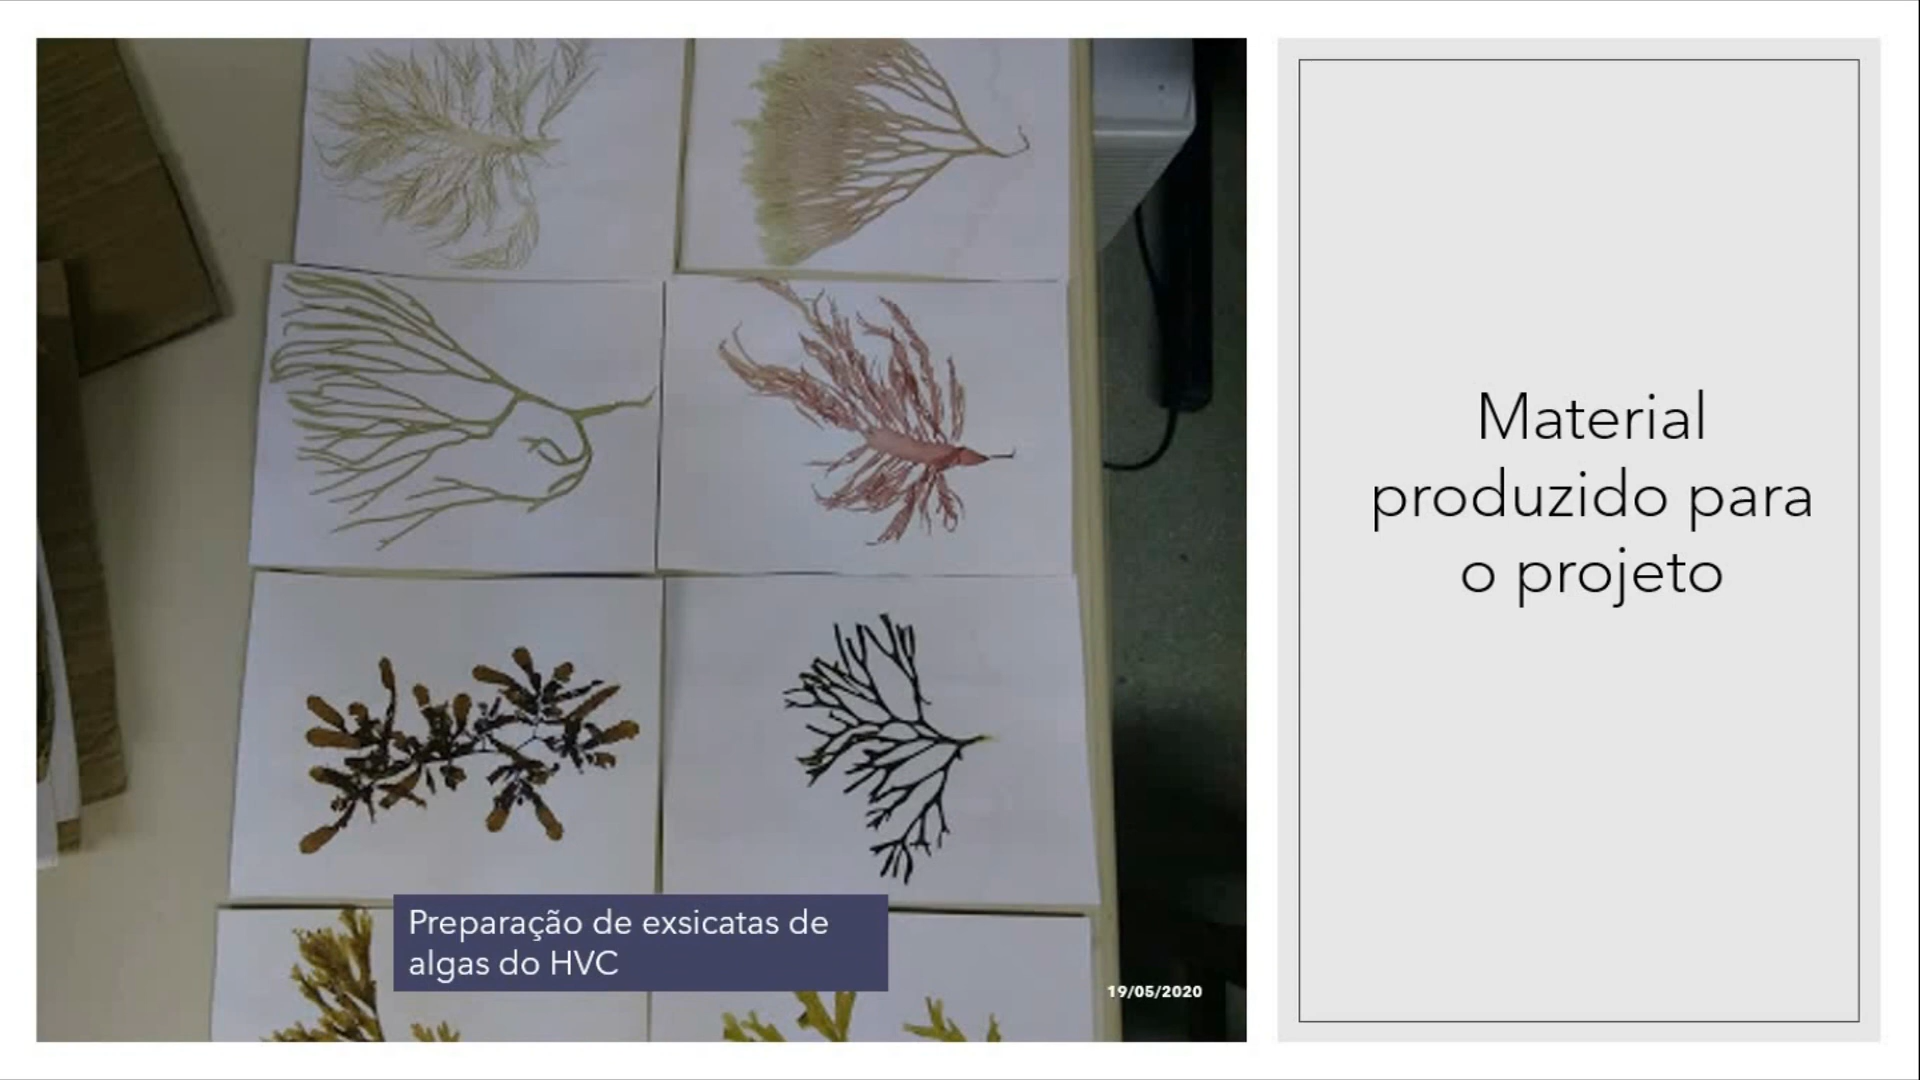 Material
produzido para
o projeto
Preparação de exsicatas de
algas do HVC
19/05/2020